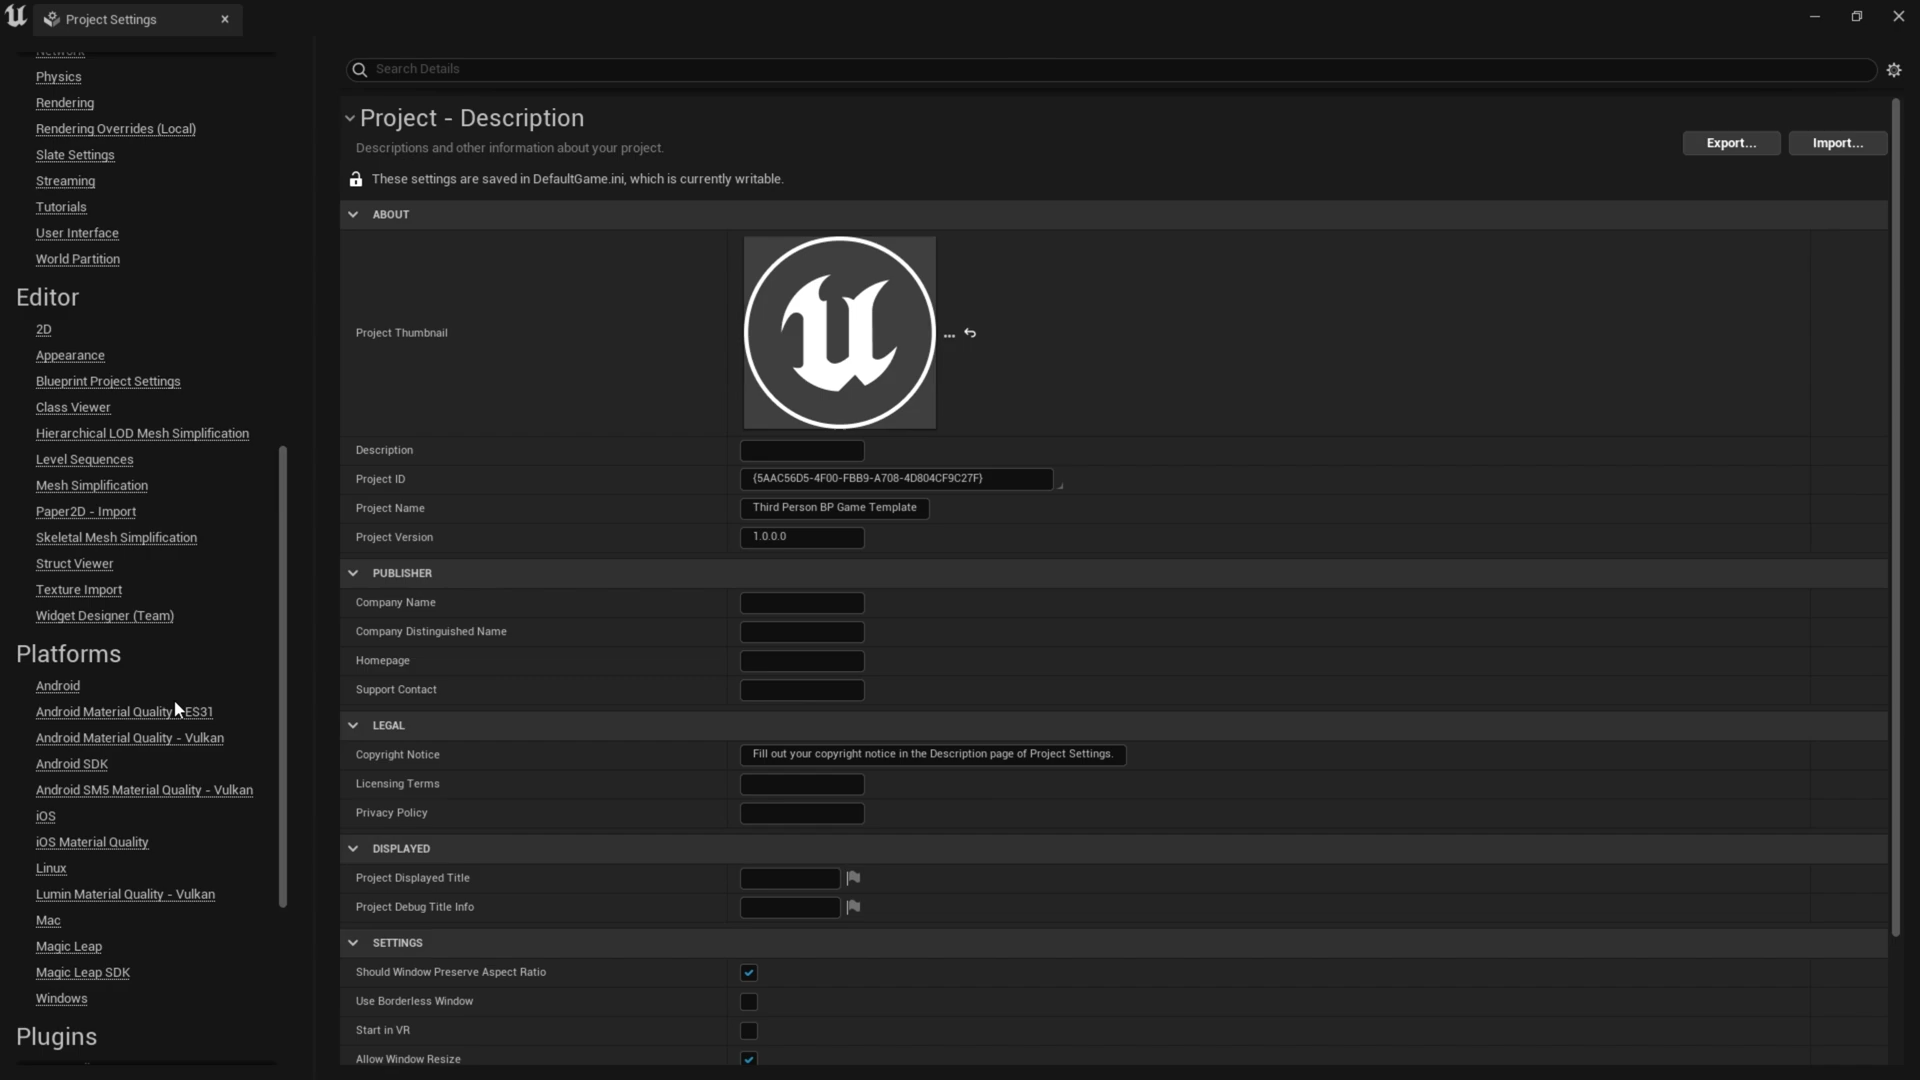 Project Settings
Network
Physics
Rendering
Rendering Overrides (Local)
Slate Settings
Streaming
Tutorials
User Interface
World Partition
Editor
2D
Appearance
Blueprint Project Settings
Class Viewer
Hierarchical LOD Mesh Simplification
Level Sequences
Mesh Simplification
Paper2D - Import
Skeletal Mesh Simplification
Struct Viewer
Texture Import
Widget Designer (Team)
Platforms
Android
Android Material Quality ES31
Android Material Quality - Vulkan
Android SDK
Android SM5 Material Quality - Vulkan
iOS
iOS Material Quality
Linux
Lumin Material Quality - Vulkan
Mac
Magic Leap
Magic Leap SDK
Windows
Plugins
Search Details
Project - Description
Descriptions and other information about your project.
Export...
Import...
These settings are saved in DefaultGame.ini, which is currently writable.
ABOUT
Project Thumbnail
...
Description
Project ID
{5AAC56D5-4F00-FBB9-A708-4D804CF9C27F}
Project Name
Third Person BP Game Template
Project Version
1.0.0.0
PUBLISHER
Company Name
Company Distinguished Name
Homepage
Support Contact
LEGAL
Copyright Notice
Fill out your copyright notice in the Description page of Project Settings.
Licensing Terms
Privacy Policy
DISPLAYED
Project Displayed Title
Project Debug Title Info
SETTINGS
Should Window Preserve Aspect Ratio
Use Borderless Window
Start in VR
Allow Window Resize